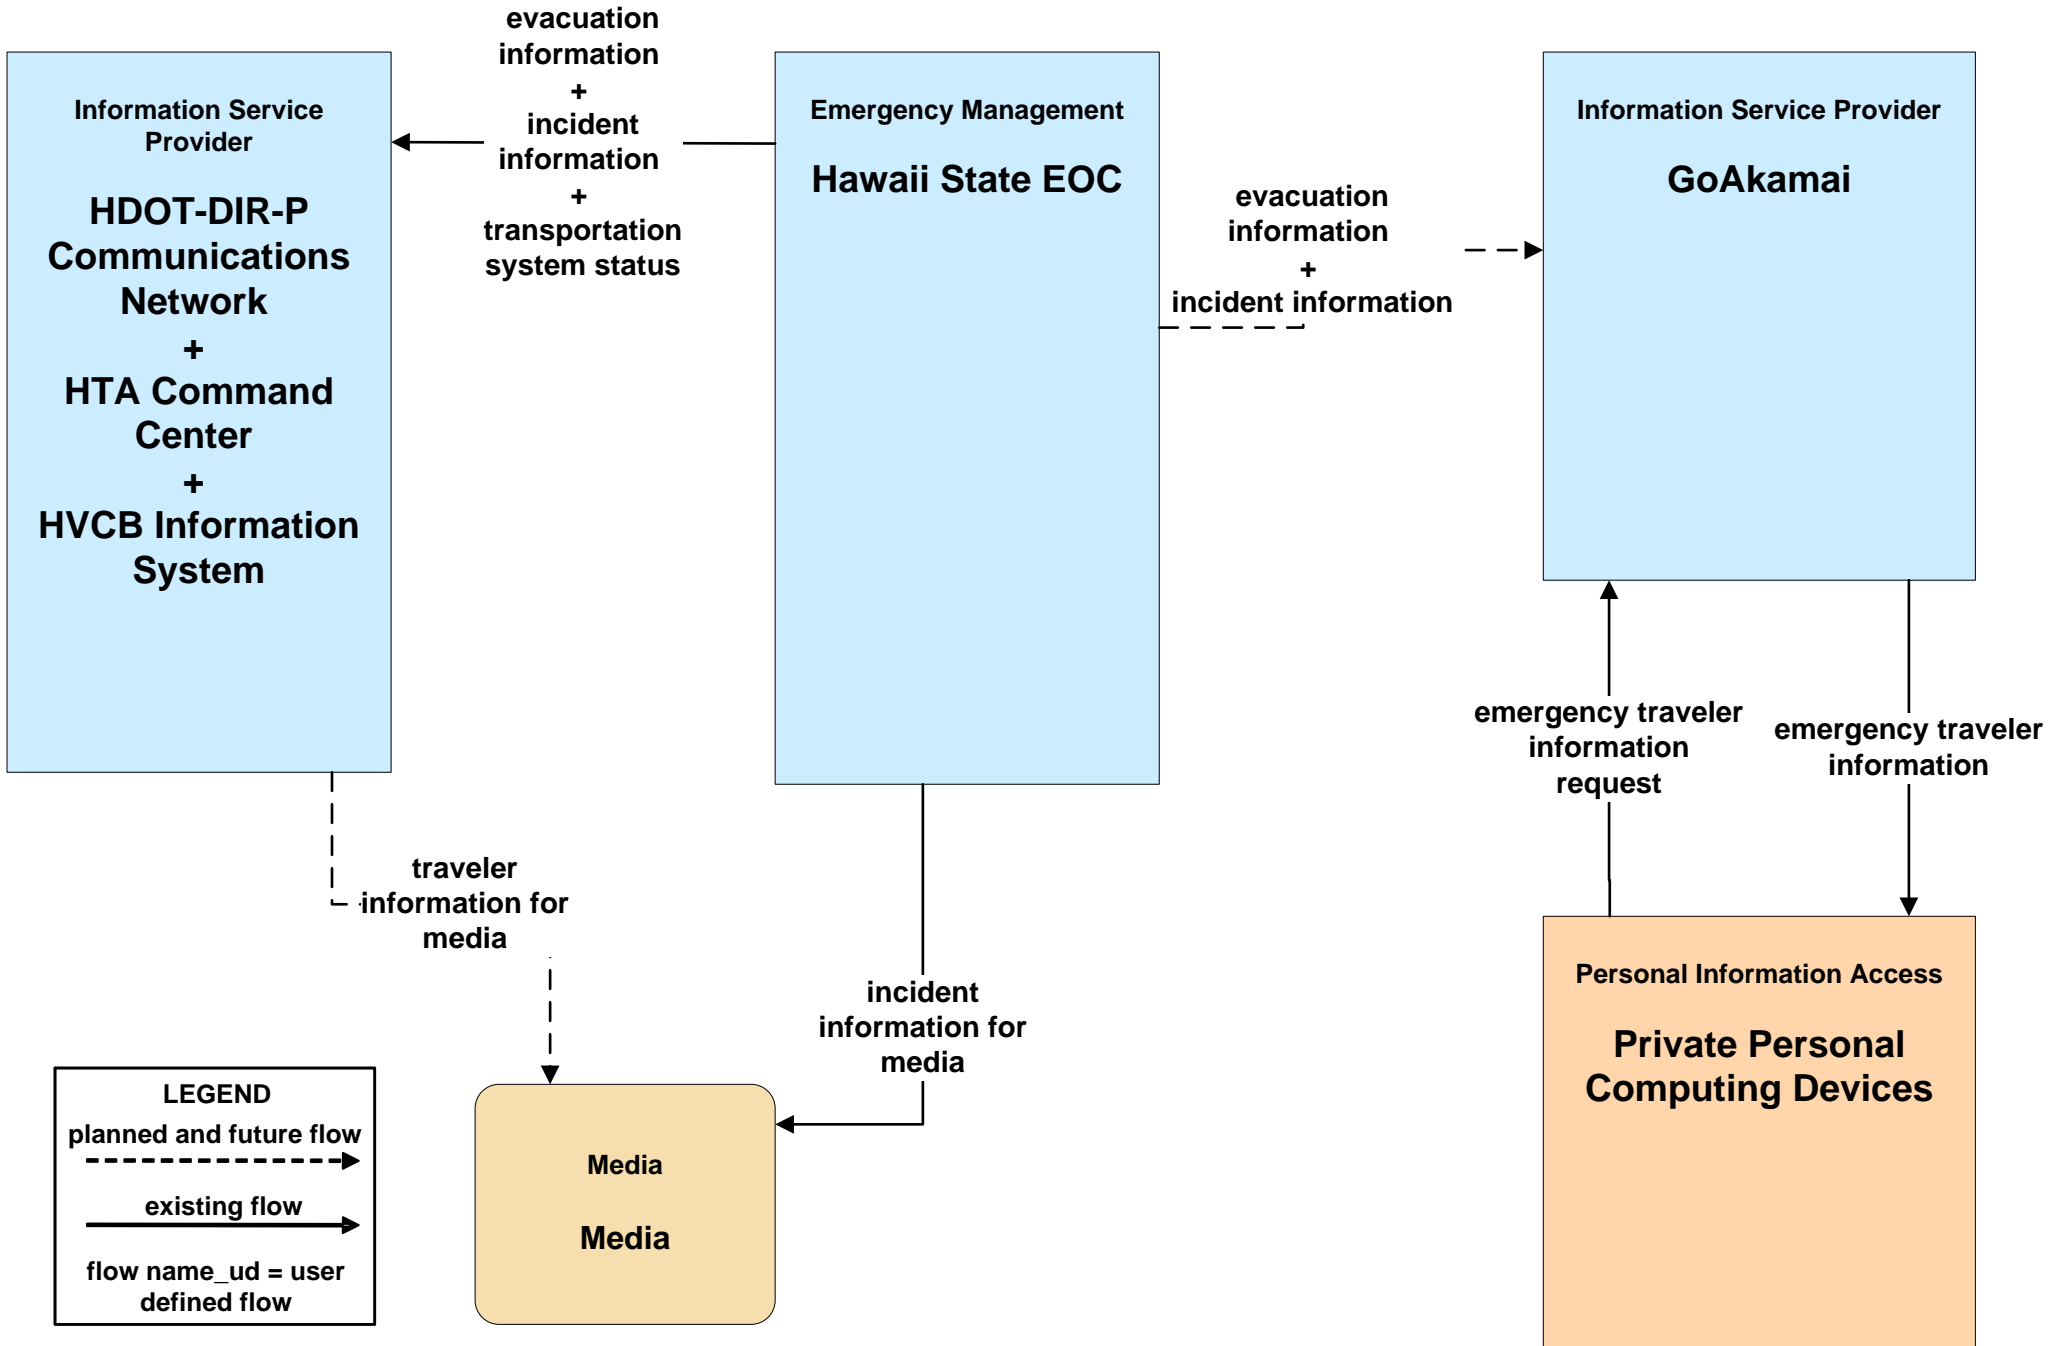 evacuation
information
+
incident
information
+
transportation
system status
Information Service
Provider
HDOT-DIR-P
Communications
Network
+
HTA Command
Center
+
HVCB Information
System
Emergency Management
Hawaii State EOC
evacuation
information
+
incident information
Information Service Provider
GoAkamai
emergency traveler
information
request
emergency traveler
information
traveler
information for
media
incident
information for
media
Personal Information Access
Private Personal
Computing Devices
Media
Media
LEGEND
planned and future flow
existing flow
flow name_ud = user
defined flow